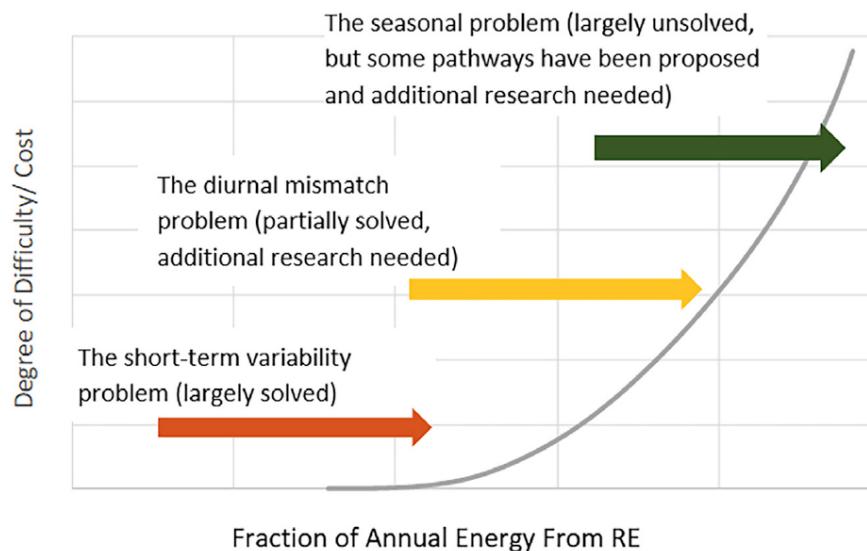 The seasonal problem (largely unsolved,
but some pathways have been proposed
and additional research needed)
The diurnal mismatch
problem (partially solved,
additional research needed)
The short-term variability
problem (largely solved)
Degree of Difficulty/ Cost
Fraction of Annual Energy From RE